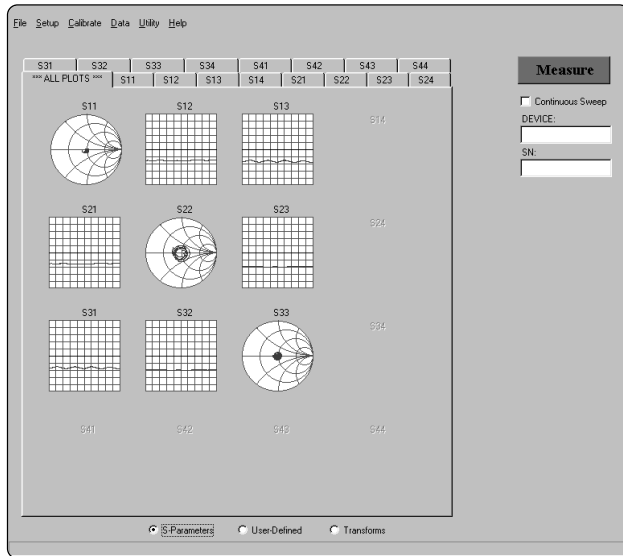 File Setup Calibrate Data Utility Help
S31 S32 S33 S34 S41 S42 S43 S44
*** ALL PLOTS *** S11 S12 S13 S14 S21 S22 S23 S24
Measure
Continuous Sweep
DEVICE:
SN:
S11 S12 S13 S14
S21 S22 S23 S24
S31 S32 S33 S34
S41 S42 S43 S44
S-Parameters User-Defined Transforms